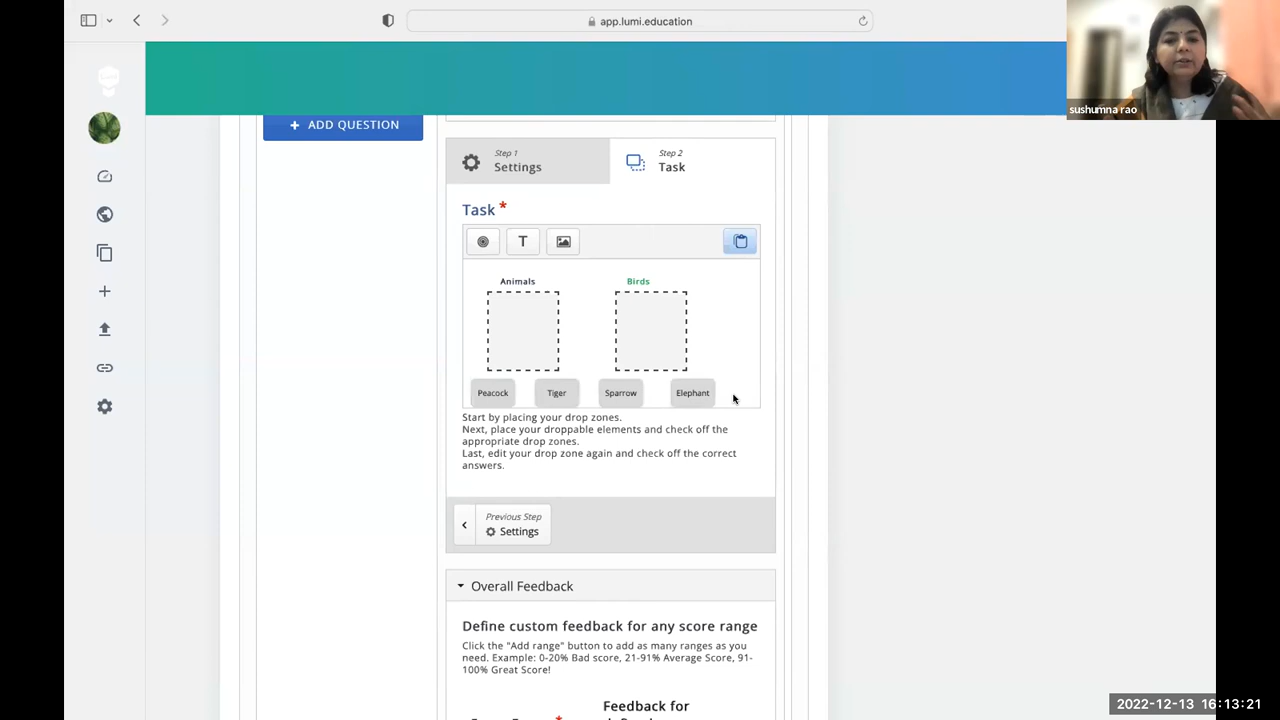 app.lumi.education
sushumna rao
+ ADD QUESTION
Step 1
Settings
Step 2
Task
Task *
T
Animals
Birds
Peacock
Tiger
Sparrow
Elephant
Start by placing your drop zones.
Next, place your droppable elements and check off the
appropriate drop zones.
Last, edit your drop zone again and check off the correct
answers.
Previous Step
Settings
Overall Feedback
Define custom feedback for any score range
Click the "Add range" button to add as many ranges as you
need. Example: 0-20% Bad score, 21-91% Average Score, 91-
100% Great Score!
Feedback for
2022-12-13 16:13:21